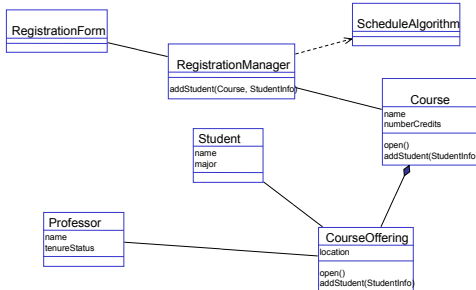 RegistrationForm
ScheduleAlgorithm
RegistrationManager
addStudent(Course, StudentInfo)
Course
name
numberCredits
open()
addStudent(StudentInfo)
Student
name
major
Professor
name
tenureStatus
CourseOffering
location
open()
addStudent(StudentInfo)